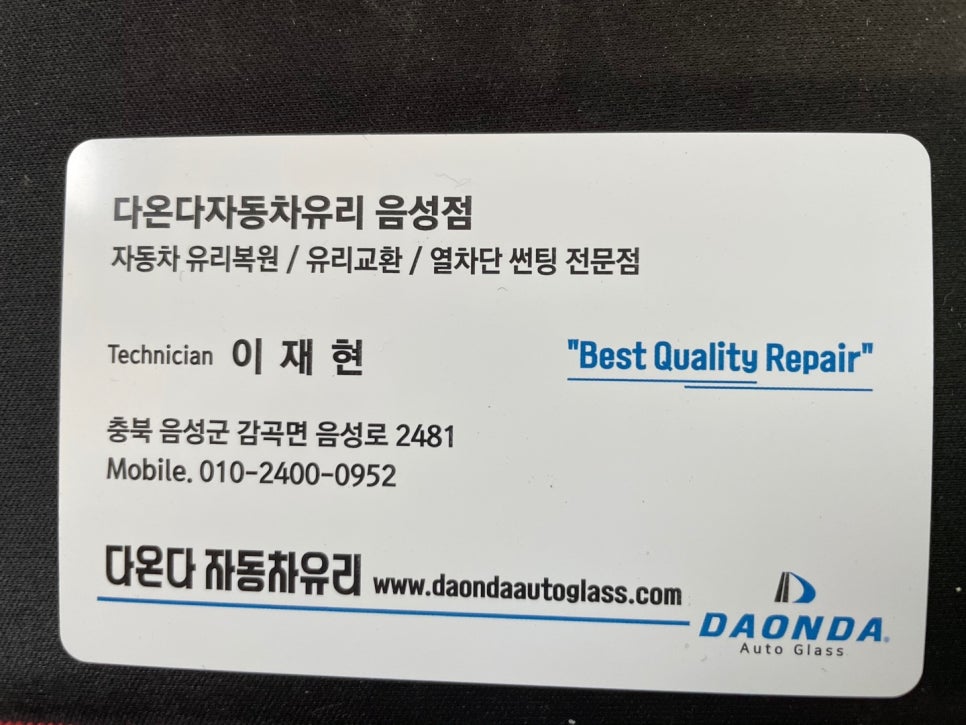 다온다자동차유리 음성점
자동차 유리복원 / 유리교환 / 열차단 썬팅 전문점
Technician 이 재 현
"Best Quality Repair"
충북 음성군 감곡면 음성로 2481
Mobile. 010-2400-0952
다온다 자동차유리 www.daondaautoglass.com
DAONDA®
Auto Glass